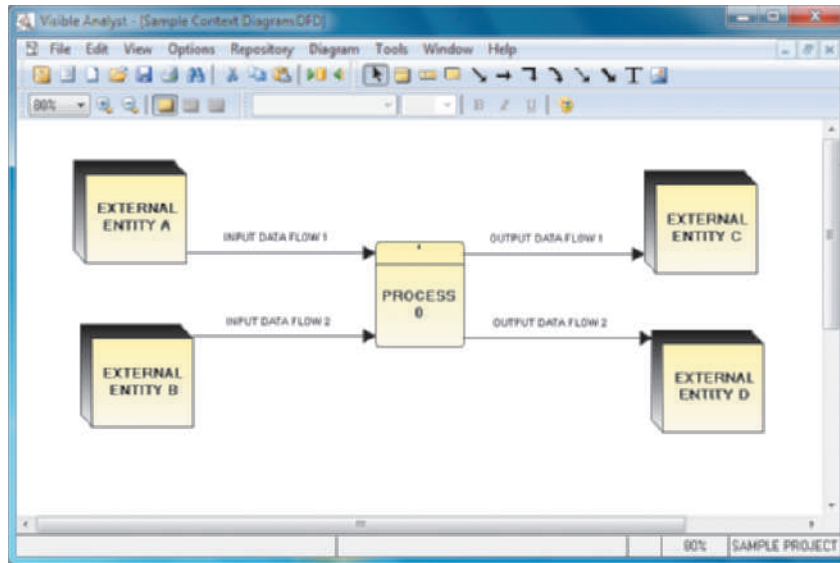 Visible Analyst - [Sample Context Diagram.DFD]
File Edit View Options Repository Diagram Tools Window Help
80%
B I U
EXTERNAL
ENTITY A
INPUT DATA FLOW 1
OUTPUT DATA FLOW 1
EXTERNAL
ENTITY C
PROCESS
0
INPUT DATA FLOW 2
OUTPUT DATA FLOW 2
EXTERNAL
ENTITY B
EXTERNAL
ENTITY D
80% SAMPLE PROJECT